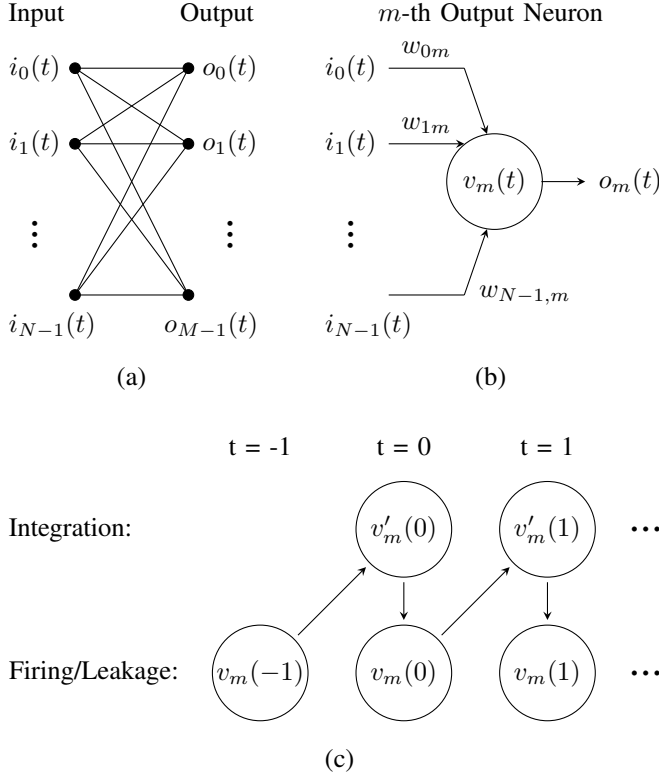 Input Output
i_0(t) o_0(t)
i_1(t) o_1(t)
⋮ ⋮
i_{N−1}(t) o_{M−1}(t)
(a)
m-th Output Neuron
i_0(t) w_{0m}
i_1(t) w_{1m}
v_m(t) o_m(t)
⋮
w_{N−1,m}
i_{N−1}(t)
(b)
t = -1 t = 0 t = 1
Integration: v′_m(0) v′_m(1) ···
Firing/Leakage: v_m(−1) v_m(0) v_m(1) ···
(c)